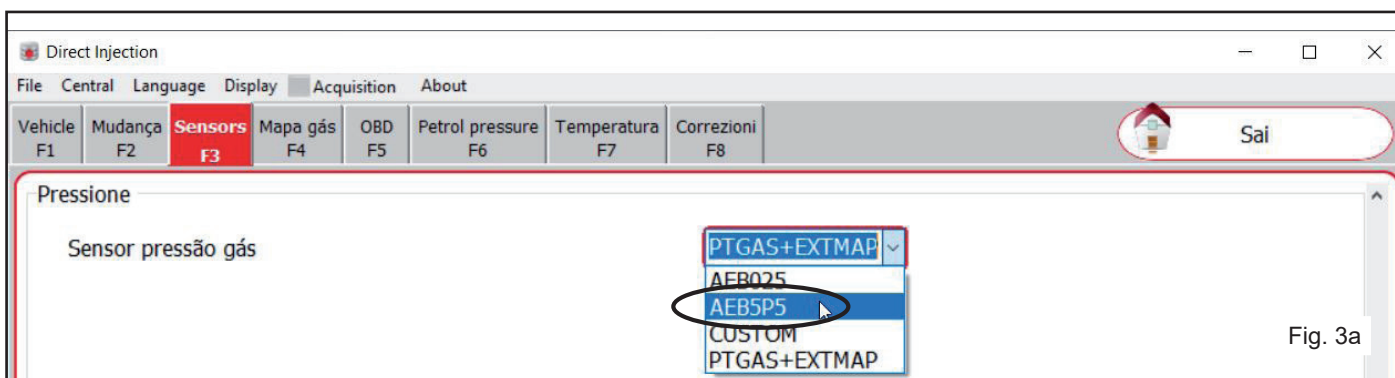 Direct Injection
File Central Language Display Acquisition About
Vehicle Mudança Sensors Mapa gás OBD Petrol pressure Temperatura Correzioni
F1 F2 F3 F4 F5 F6 F7 F8
Sai
Pressione
Sensor pressão gás
PTGAS+EXTMAP
AEB025
AEB5P5
CUSTOM
PTGAS+EXTMAP
Fig. 3a